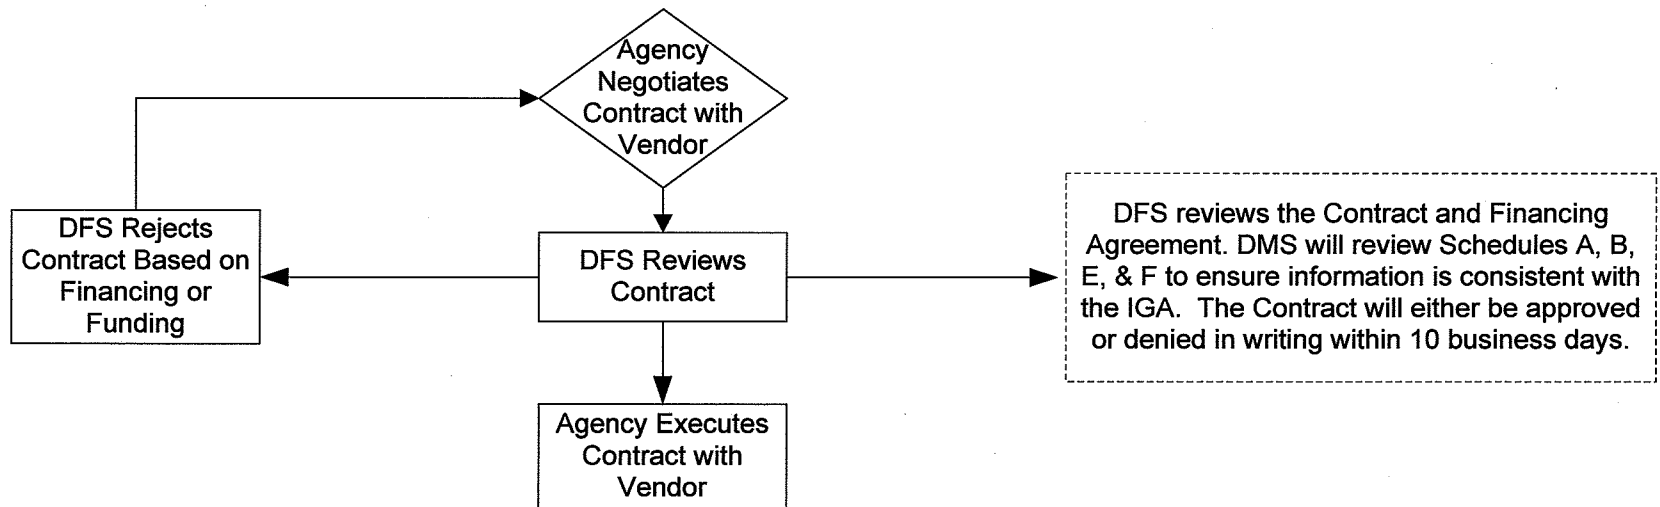 Agency
Negotiates
Contract with
Vendor
DFS Rejects
Contract Based on
Financing or
Funding
DFS Reviews
Contract
DFS reviews the Contract and Financing
Agreement. DMS will review Schedules A, B,
E, & F to ensure information is consistent with
the IGA.  The Contract will either be approved
or denied in writing within 10 business days.
Agency Executes
Contract with
Vendor